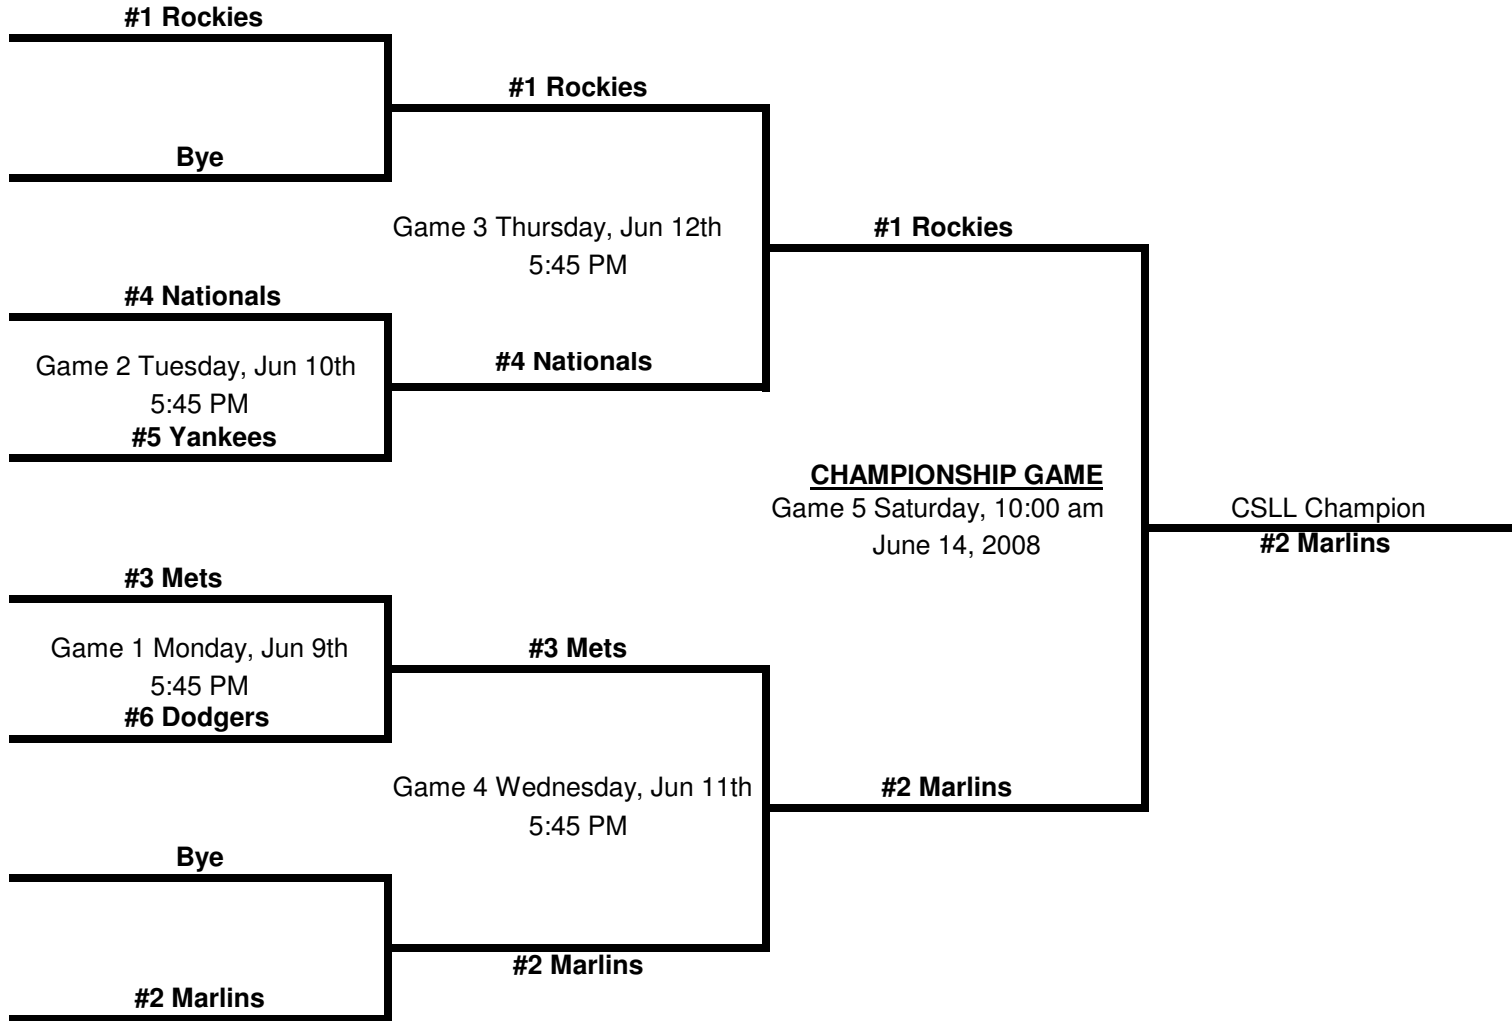 #1 Rockies
#1 Rockies
Bye
Game 3 Thursday, Jun 12th
5:45 PM
#1 Rockies
#4 Nationals
Game 2 Tuesday, Jun 10th
5:45 PM
#5 Yankees
#4 Nationals
CHAMPIONSHIP GAME
Game 5 Saturday, 10:00 am
June 14, 2008
CSLL Champion
#2 Marlins
#3 Mets
Game 1 Monday, Jun 9th
5:45 PM
#6 Dodgers
#3 Mets
Game 4 Wednesday, Jun 11th
5:45 PM
#2 Marlins
Bye
#2 Marlins
#2 Marlins